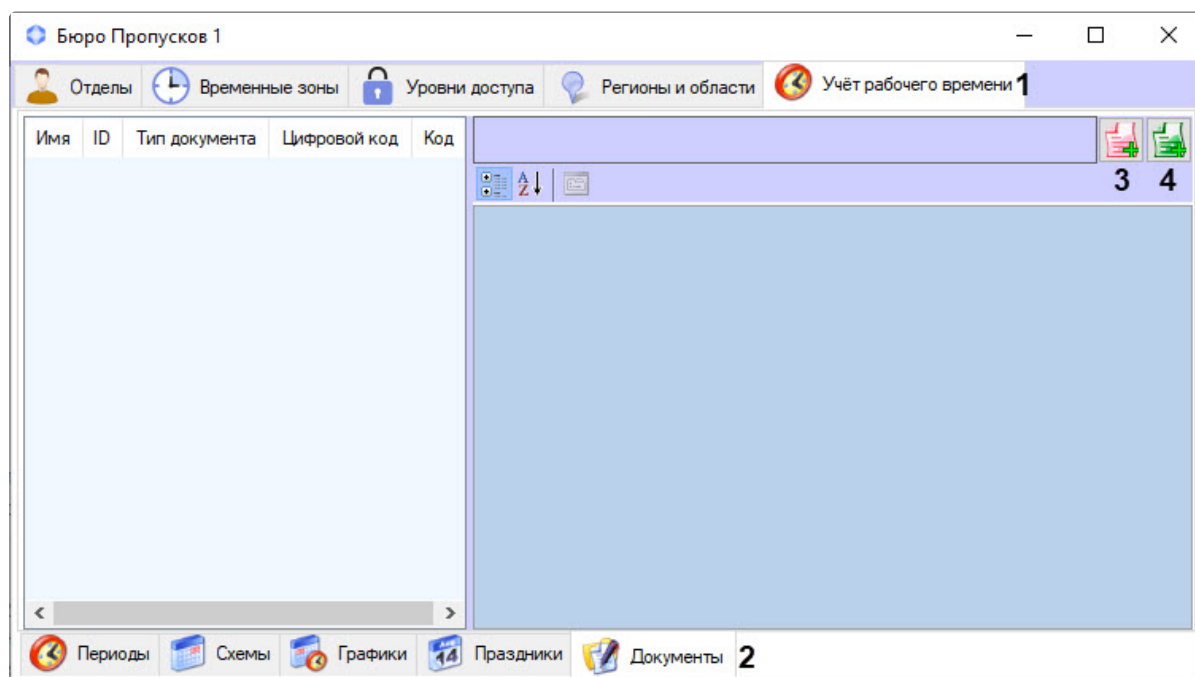 Бюро Пропусков 1
Отделы Временные зоны Уровни доступа Регионы и области Учёт рабочего времени 1
Имя ID Тип документа Цифровой код Код
3 4
Периоды Схемы Графики Праздники Документы 2